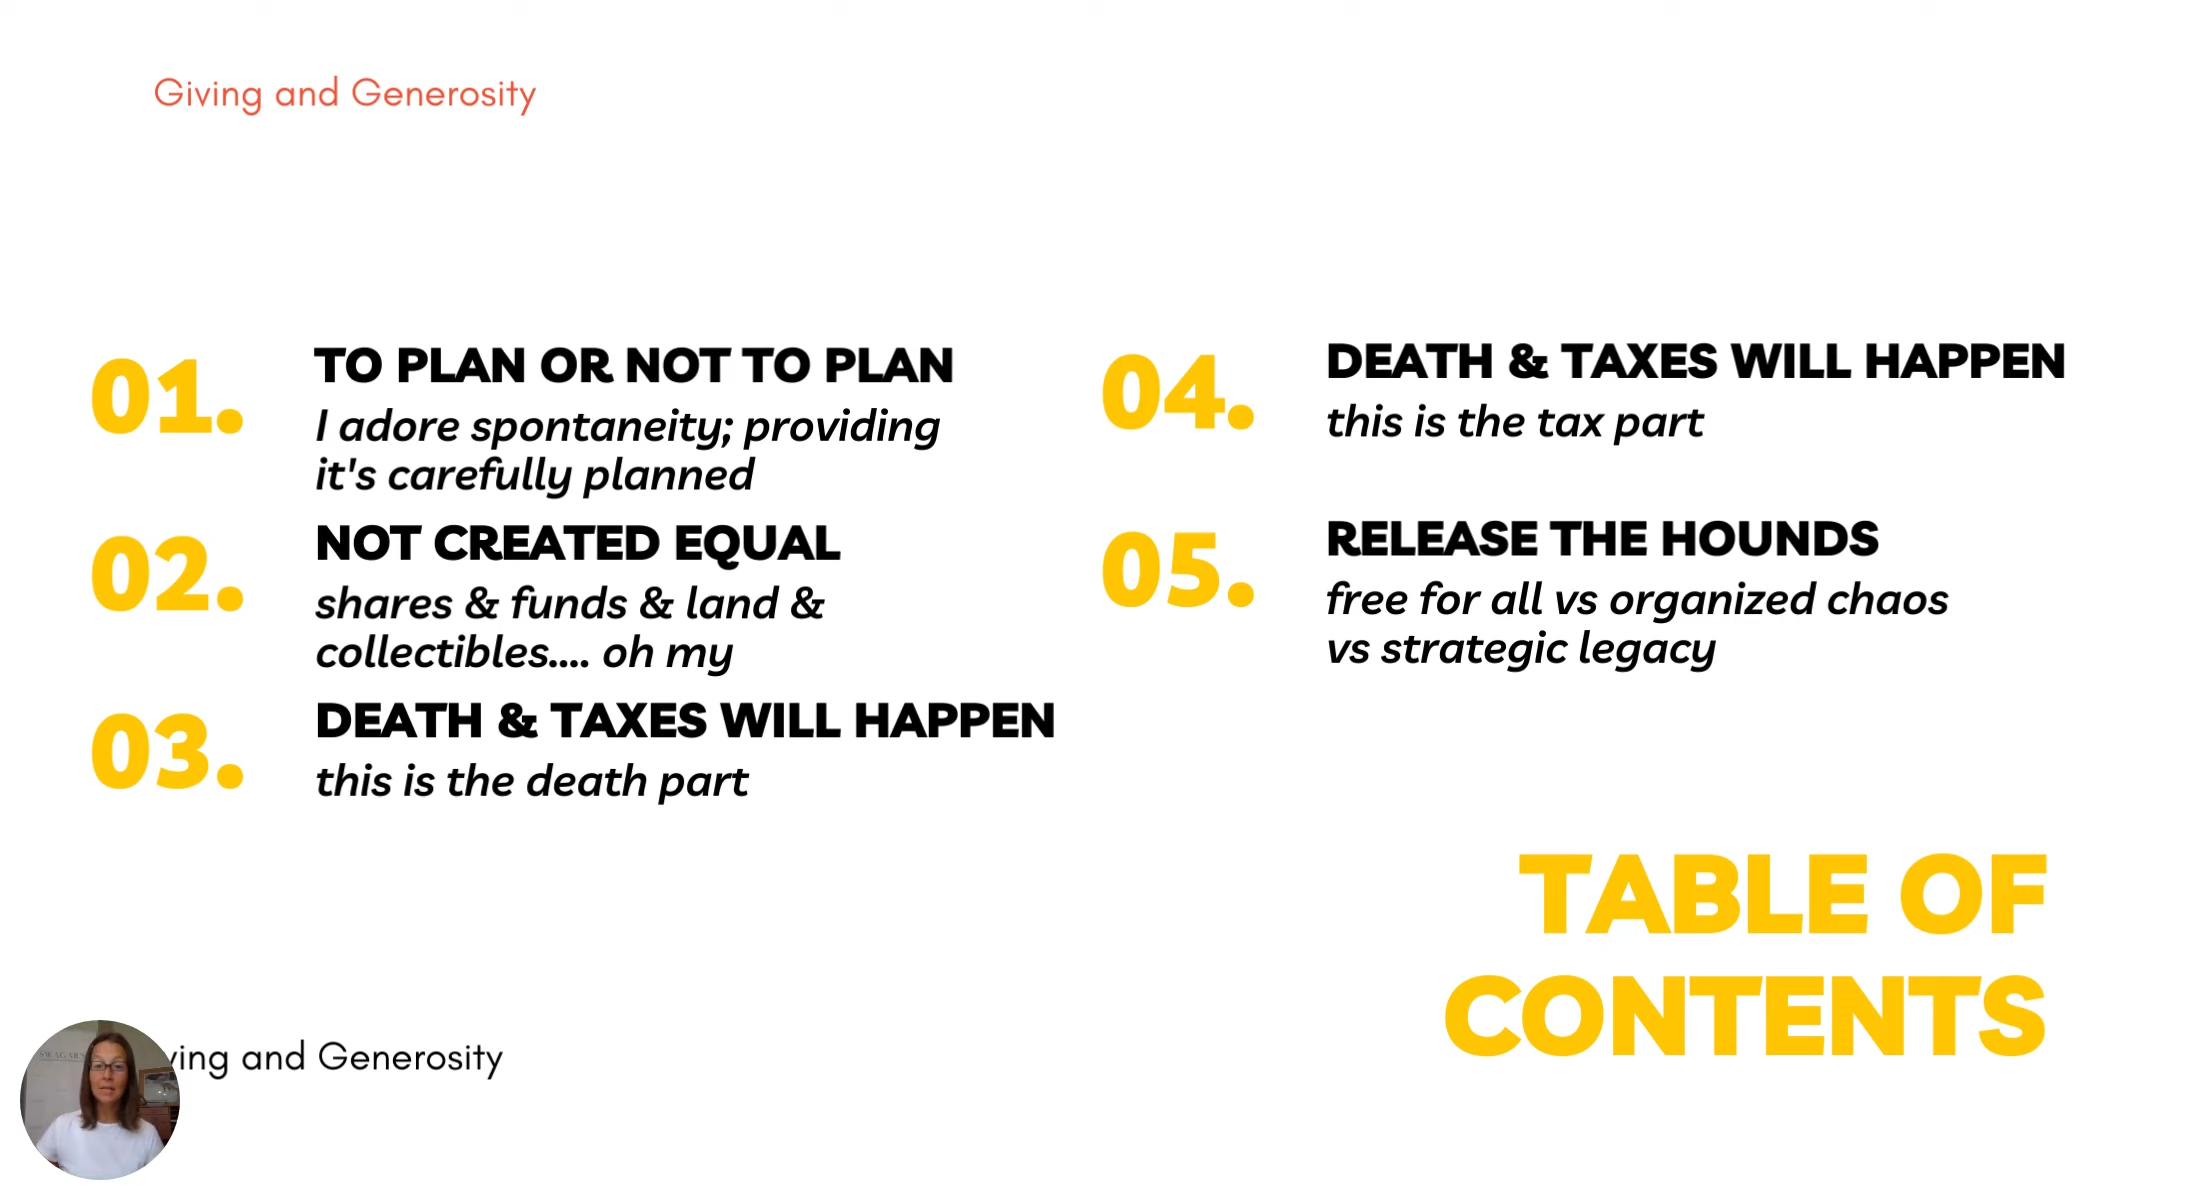 Giving and Generosity
01.
TO PLAN OR NOT TO PLAN
I adore spontaneity; providing
it's carefully planned
02.
NOT CREATED EQUAL
shares & funds & land &
collectibles.... oh my
03.
DEATH & TAXES WILL HAPPEN
this is the death part
04.
DEATH & TAXES WILL HAPPEN
this is the tax part
05.
RELEASE THE HOUNDS
free for all vs organized chaos
vs strategic legacy
TABLE OF
CONTENTS
ving and Generosity